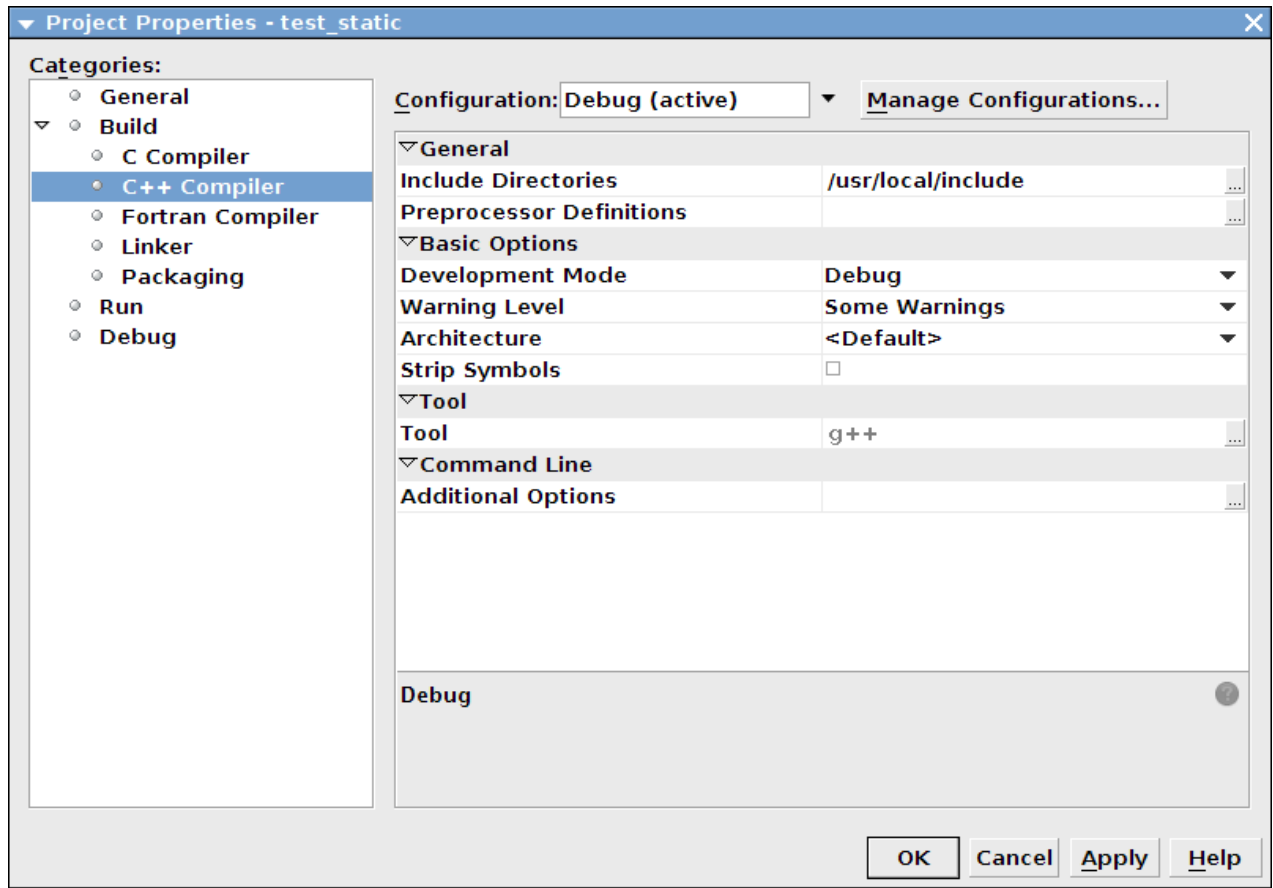 Project Properties - test_static
Categories:
General
Build
C Compiler
C++ Compiler
Fortran Compiler
Linker
Packaging
Run
Debug
Configuration: Debug (active) Manage Configurations...
General
Include Directories /usr/local/include ...
Preprocessor Definitions ...
Basic Options
Development Mode Debug
Warning Level Some Warnings
Architecture <Default>
Strip Symbols
Tool
Tool g++ ...
Command Line
Additional Options ...
Debug ?
OK Cancel Apply Help